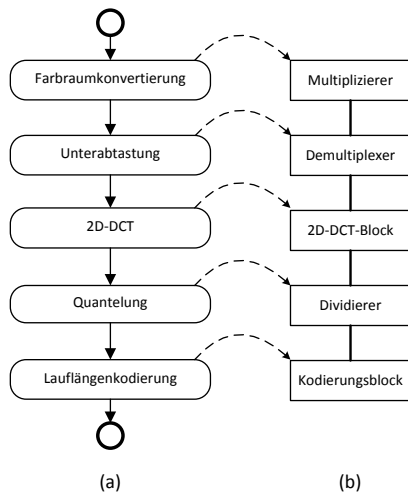 Farbraumkonvertierung
Multiplizierer
Unterabtastung
Demultiplexer
2D-DCT
2D-DCT-Block
Quantelung
Dividierer
Lauflängenkodierung
Kodierungsblock
(a)
(b)